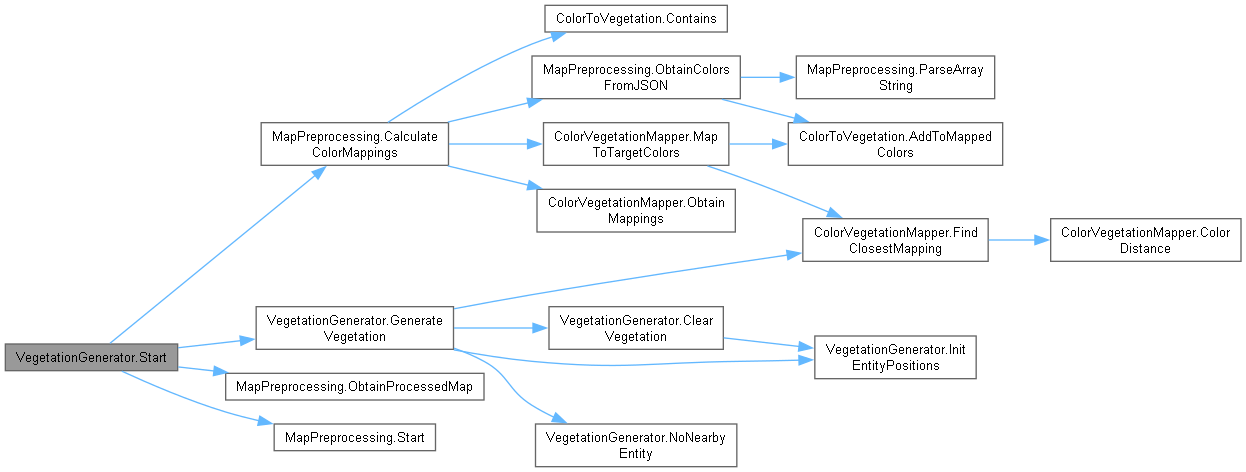 ColorToVegetation.Contains
MapPreprocessing.ObtainColors
FromJSON
MapPreprocessing.ParseArray
String
MapPreprocessing.Calculate
ColorMappings
ColorVegetationMapper.Map
ToTargetColors
ColorToVegetation.AddToMapped
Colors
ColorVegetationMapper.Obtain
Mappings
ColorVegetationMapper.Find
ClosestMapping
ColorVegetationMapper.Color
Distance
VegetationGenerator.Start
VegetationGenerator.Generate
Vegetation
VegetationGenerator.Clear
Vegetation
VegetationGenerator.Init
EntityPositions
MapPreprocessing.ObtainProcessedMap
MapPreprocessing.Start
VegetationGenerator.NoNearby
Entity